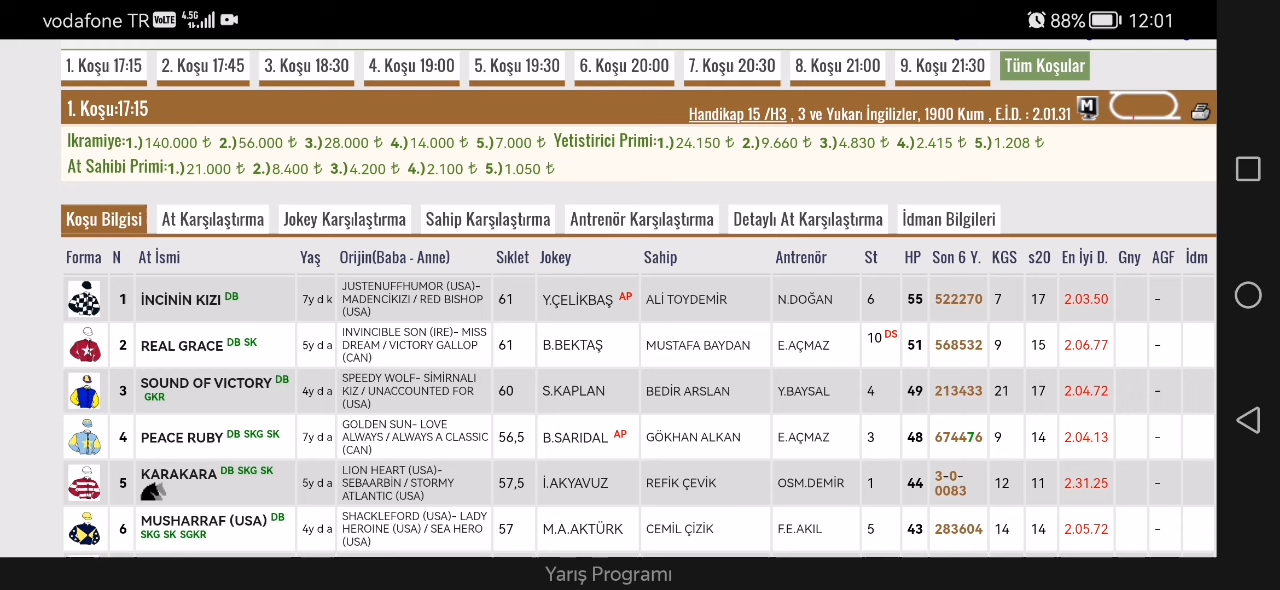 vodafone TR VoLTE 4.5G 88% 12:01
1. Koşu 17:15 2. Koşu 17:45 3. Koşu 18:30 4. Koşu 19:00 5. Koşu 19:30 6. Koşu 20:00 7. Koşu 20:30 8. Koşu 21:00 9. Koşu 21:30 Tüm Koşular
1. Koşu:17:15 Handikap 15 /H3 , 3 ve Yukarı İngilizler, 1900 Kum , E.İ.D. : 2.01.31 M
Ikramiye:1.)140.000 ₺ 2.)56.000 ₺ 3.)28.000 ₺ 4.)14.000 ₺ 5.)7.000 ₺ Yetistirici Primi:1.)24.150 ₺ 2.)9.660 ₺ 3.)4.830 ₺ 4.)2.415 ₺ 5.)1.208 ₺
At Sahibi Primi:1.)21.000 ₺ 2.)8.400 ₺ 3.)4.200 ₺ 4.)2.100 ₺ 5.)1.050 ₺
Koşu Bilgisi At Karşılaştırma Jokey Karşılaştırma Sahip Karşılaştırma Antrenör Karşılaştırma Detaylı At Karşılaştırma İdman Bilgileri
Forma N At İsmi Yaş Orijin(Baba - Anne) Sıklet Jokey Sahip Antrenör St HP Son 6 Y. KGS s20 En İyi D. Gny AGF İdm
1 İNCİNİN KIZI DB 7y d k JUSTENUFFHUMOR (USA)- MADENCİKIZI / RED BISHOP (USA) 61 Y.ÇELİKBAŞ AP ALİ TOYDEMİR N.DOĞAN 6 55 522270 7 17 2.03.50 -
2 REAL GRACE DB SK 5y d a INVINCIBLE SON (IRE)- MISS DREAM / VICTORY GALLOP (CAN) 61 B.BEKTAŞ MUSTAFA BAYDAN E.AÇMAZ 10 DS 51 568532 9 15 2.06.77 -
3 SOUND OF VICTORY DB GKR 4y d a SPEEDY WOLF- SİMİRNALI KIZ / UNACCOUNTED FOR (USA) 60 S.KAPLAN BEDİR ARSLAN Y.BAYSAL 4 49 213433 21 17 2.04.72 -
4 PEACE RUBY DB SKG SK 7y d a GOLDEN SUN- LOVE ALWAYS / ALWAYS A CLASSIC (CAN) 56,5 B.SARIDAL AP GÖKHAN ALKAN E.AÇMAZ 3 48 674476 9 14 2.04.13 -
5 KARAKARA DB SKG SK 5y d a LION HEART (USA)- SEBAARBİN / STORMY ATLANTIC (USA) 57,5 İ.AKYAVUZ REFİK ÇEVİK OSM.DEMİR 1 44 3-0-0083 12 11 2.31.25 -
6 MUSHARRAF (USA) DB SKG SK SGKR 4y d a SHACKLEFORD (USA)- LADY HEROINE (USA) / SEA HERO (USA) 57 M.A.AKTÜRK CEMİL ÇİZİK F.E.AKIL 5 43 283604 14 14 2.05.72 -
Yarış Programı